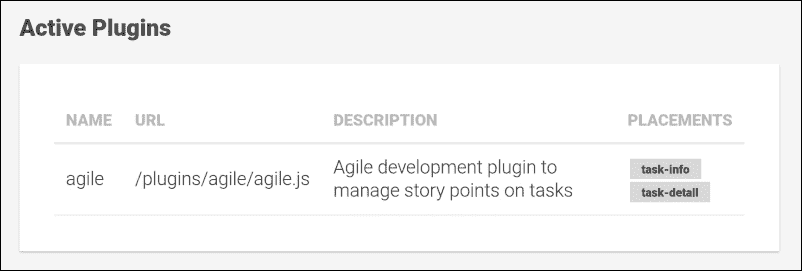 Active Plugins
NAME URL DESCRIPTION PLACEMENTS
agile /plugins/agile/agile.js Agile development plugin to
manage story points on tasks
task-info
task-detail